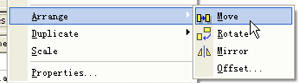 Arrange
Duplicate
Scale
Properties...
Move
Rotate
Mirror
Offset...